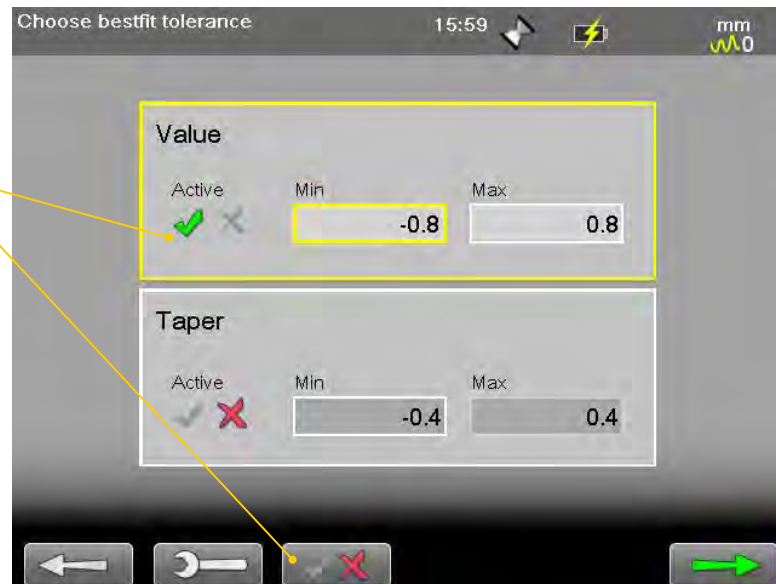 Choose bestfit tolerance 15:59 mm
0
Value
Active Min Max
-0.8 0.8
Taper
Active Min Max
-0.4 0.4